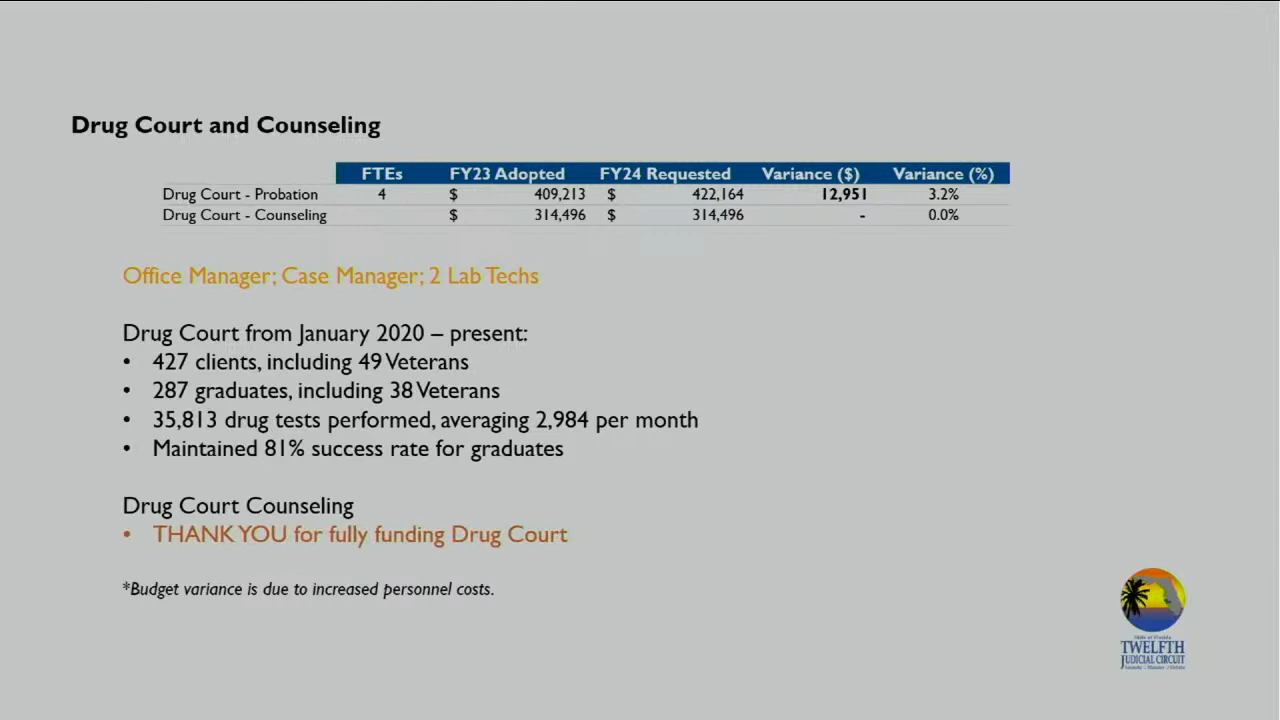 Drug Court and Counseling
FTEs FY23 Adopted FY24 Requested Variance ($) Variance (%)
Drug Court - Probation 4 $ 409,213 $ 422,164 12,951 3.2%
Drug Court - Counseling $ 314,496 $ 314,496 - 0.0%
Office Manager; Case Manager; 2 Lab Techs
Drug Court from January 2020 – present:
• 427 clients, including 49 Veterans
• 287 graduates, including 38 Veterans
• 35,813 drug tests performed, averaging 2,984 per month
• Maintained 81% success rate for graduates
Drug Court Counseling
• THANK YOU for fully funding Drug Court
*Budget variance is due to increased personnel costs.
State of Florida
TWELFTH
JUDICIAL CIRCUIT